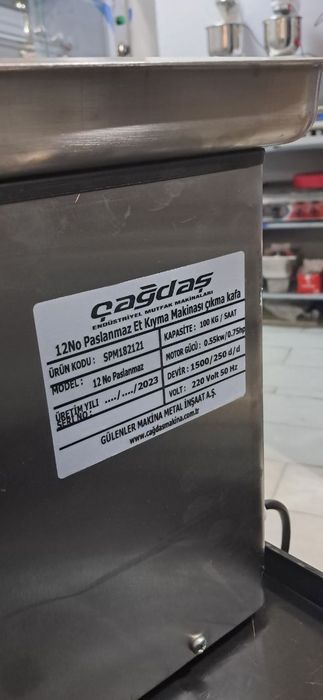 çağdaş
ENDÜSTRİYEL MUTFAK MAKİNALARI
12No Paslanmaz Et Kıyma Makinası çıkma kafa
ÜRÜN KODU : SPM182121
KAPASİTE : 100 KG / SAAT
MODEL : 12 No Paslanmaz
MOTOR GÜCÜ : 0.55kw/0.75hp
ÜRETİM YILI : ..../..../2023
DEVİR : 1500/250 d/d
SERİ NO :
VOLT : 220 Volt 50 Hz
GÜLENLER MAKİNA METAL İNŞAAT A.Ş.
www.cagdasmakina.com.tr